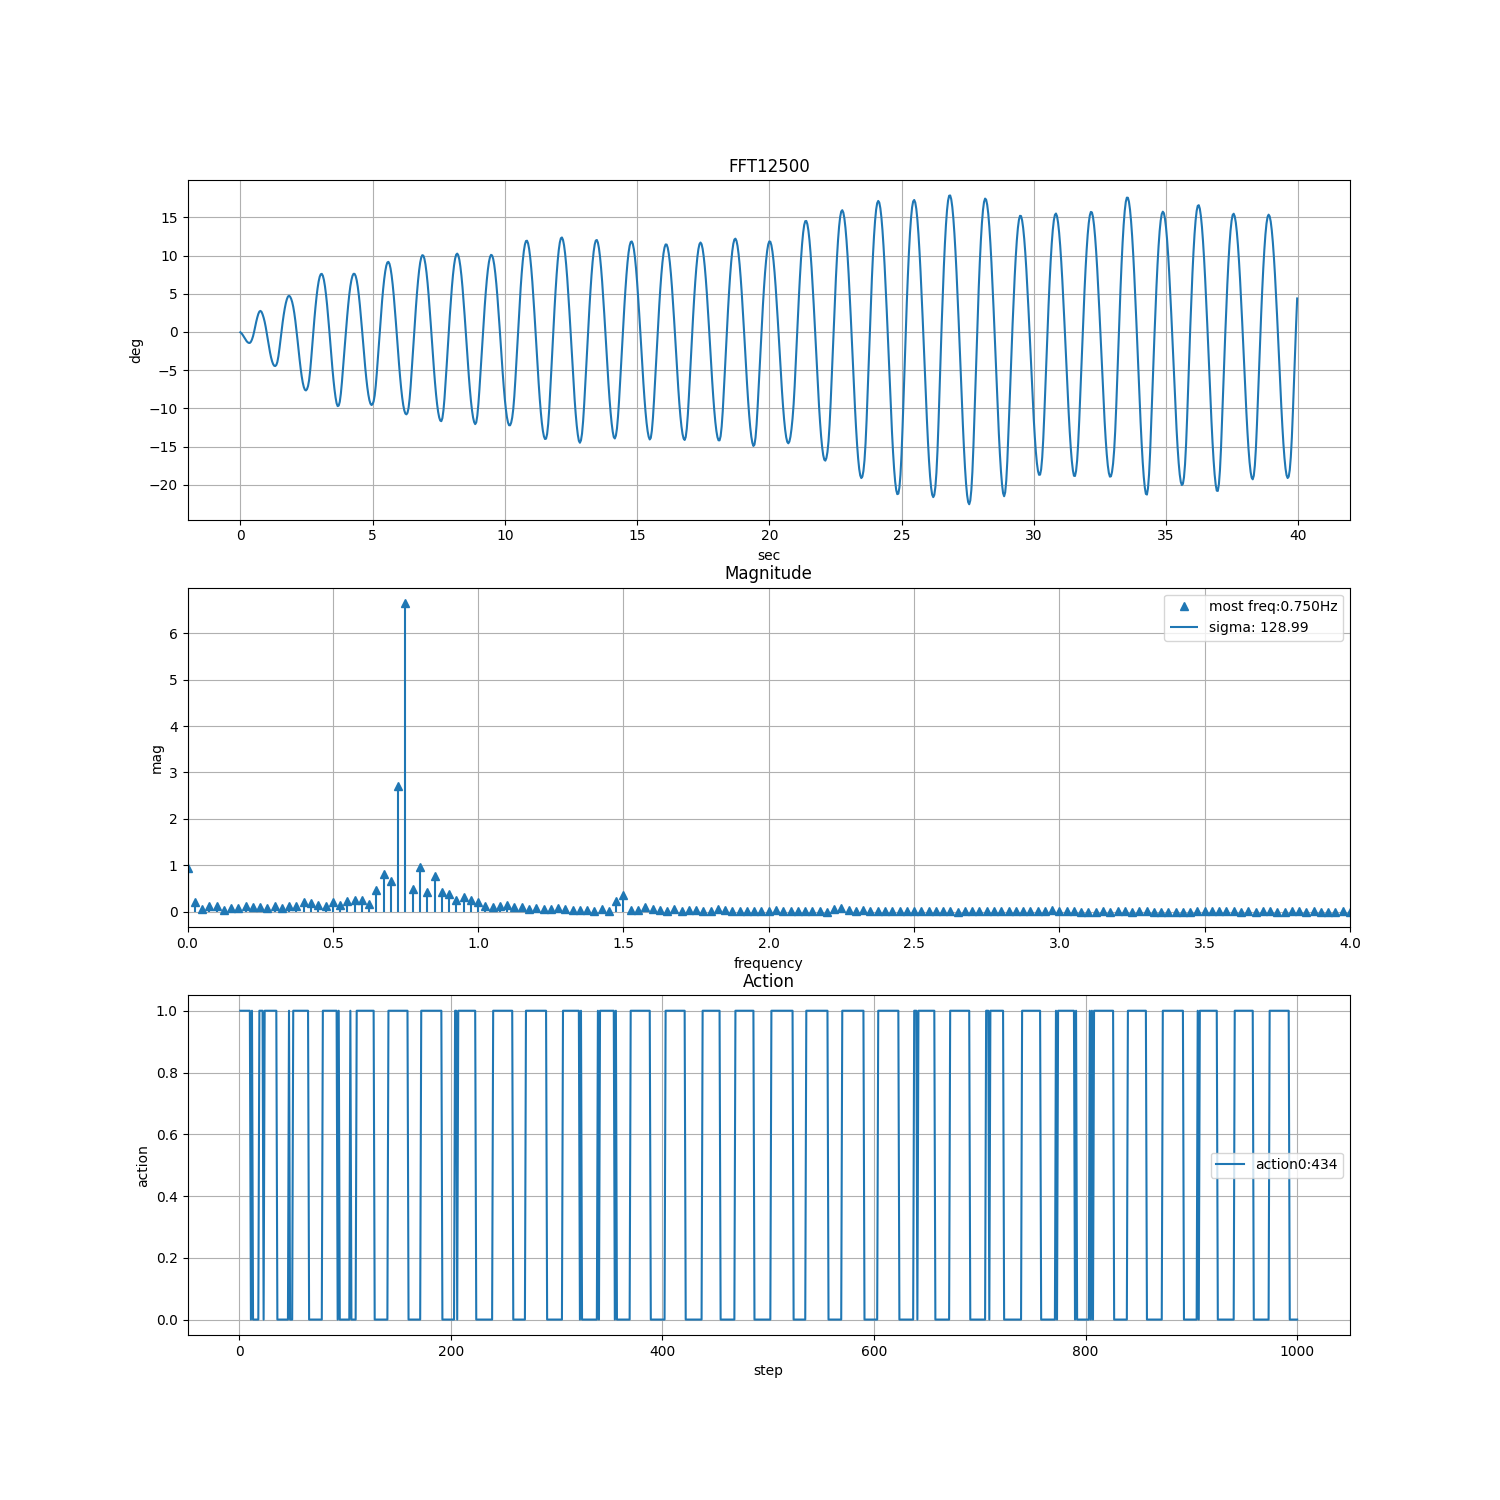 FFT12500
15
10
5
0
−5
−10
−15
−20
deg
0 5 10 15 20 25 30 35 40
sec
Magnitude
most freq:0.750Hz
sigma: 128.99
6
5
4
3
2
1
0
mag
0.0 0.5 1.0 1.5 2.0 2.5 3.0 3.5 4.0
frequency
Action
1.0
0.8
0.6
0.4
0.2
0.0
action
action0:434
0 200 400 600 800 1000
step